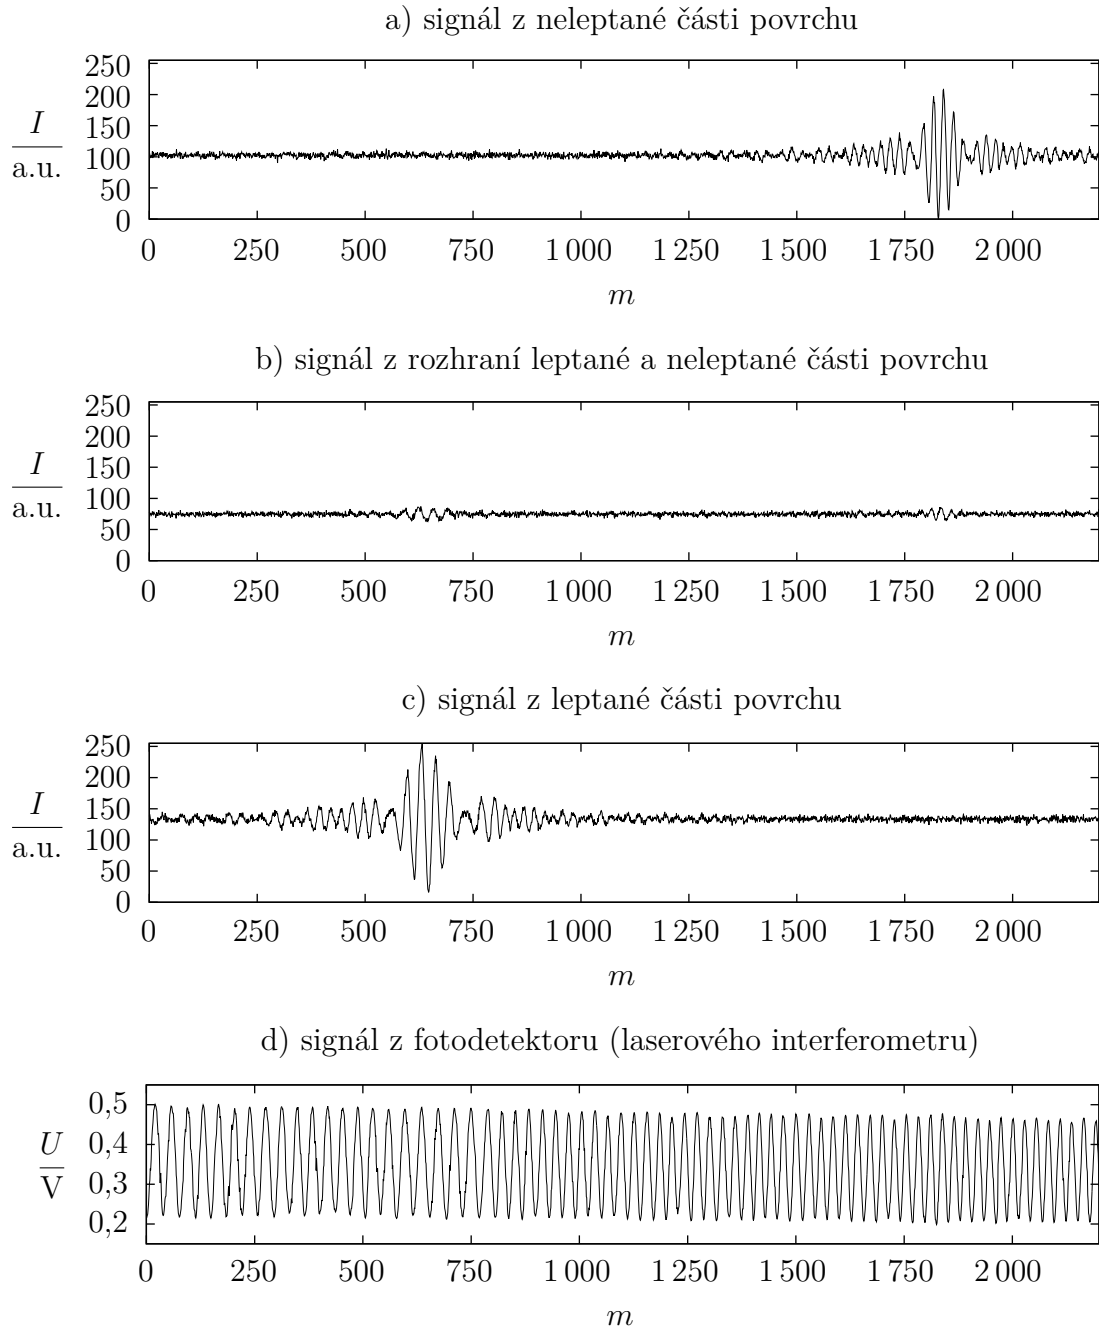 a) signál z neleptané části povrchu
250
200
150
100
50
0
I
a.u.
0 250 500 750 1 000 1 250 1 500 1 750 2 000
m
b) signál z rozhraní leptané a neleptané části povrchu
250
200
150
100
50
0
I
a.u.
0 250 500 750 1 000 1 250 1 500 1 750 2 000
m
c) signál z leptané části povrchu
250
200
150
100
50
0
I
a.u.
0 250 500 750 1 000 1 250 1 500 1 750 2 000
m
d) signál z fotodetektoru (laserového interferometru)
0,5
0,4
0,3
0,2
U
V
0 250 500 750 1 000 1 250 1 500 1 750 2 000
m